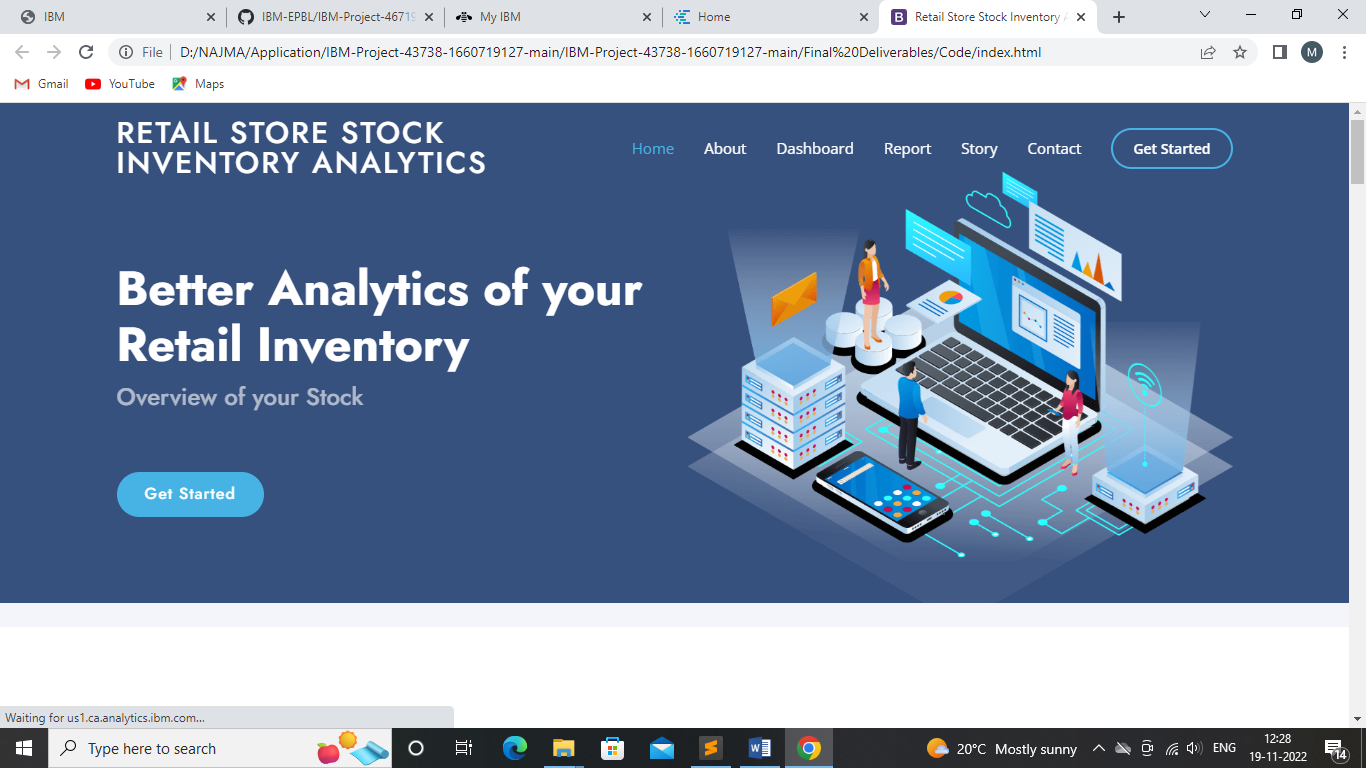 IBM
IBM-EPBL/IBM-Project-46719
My IBM
Home
Retail Store Stock Inventory A
File
D:/NAJMA/Application/IBM-Project-43738-1660719127-main/IBM-Project-43738-1660719127-main/Final%20Deliverables/Code/index.html
M
Gmail
YouTube
Maps
RETAIL STORE STOCK
INVENTORY ANALYTICS
Home
About
Dashboard
Report
Story
Contact
Get Started
Better Analytics of your
Retail Inventory
Overview of your Stock
Get Started
Waiting for us1.ca.analytics.ibm.com...
Type here to search
20°C Mostly sunny
ENG
12:28
19-11-2022
14